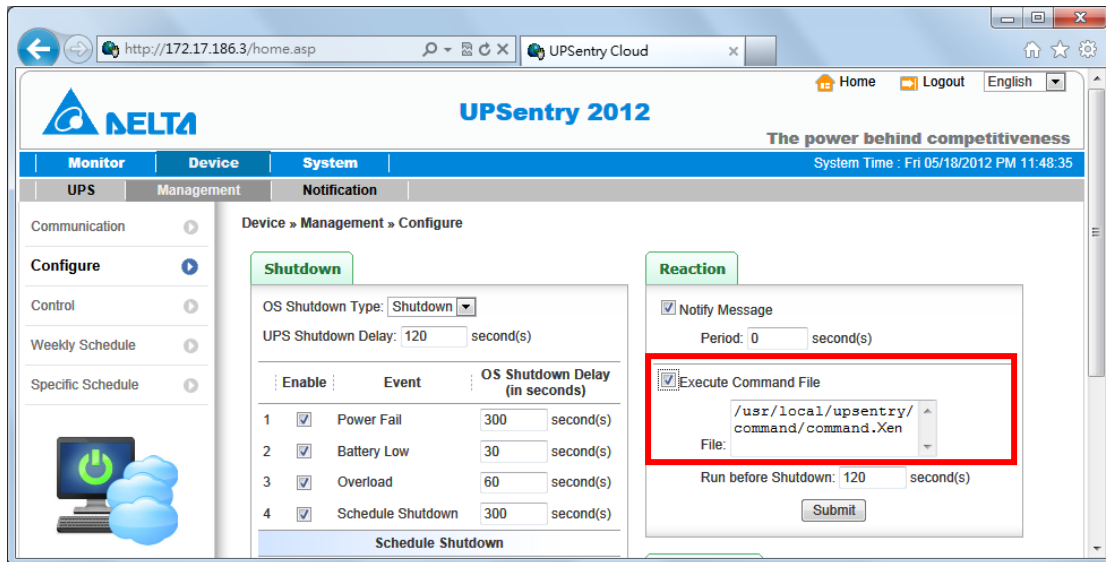 http://172.17.186.3/home.asp
UPSentry Cloud
Home
Logout
English
DELTA
UPSentry 2012
The power behind competitiveness
Monitor Device System
System Time : Fri 05/18/2012 PM 11:48:35
UPS Management Notification
Communication
Configure
Control
Weekly Schedule
Specific Schedule
Device » Management » Configure
Shutdown
OS Shutdown Type: Shutdown
UPS Shutdown Delay: 120 second(s)
Enable Event OS Shutdown Delay
(in seconds)
1 Power Fail 300 second(s)
2 Battery Low 30 second(s)
3 Overload 60 second(s)
4 Schedule Shutdown 300 second(s)
Schedule Shutdown
Reaction
Notify Message
Period: 0 second(s)
Execute Command File
/usr/local/upsentry/
command/command.Xen
File:
Run before Shutdown: 120 second(s)
Submit